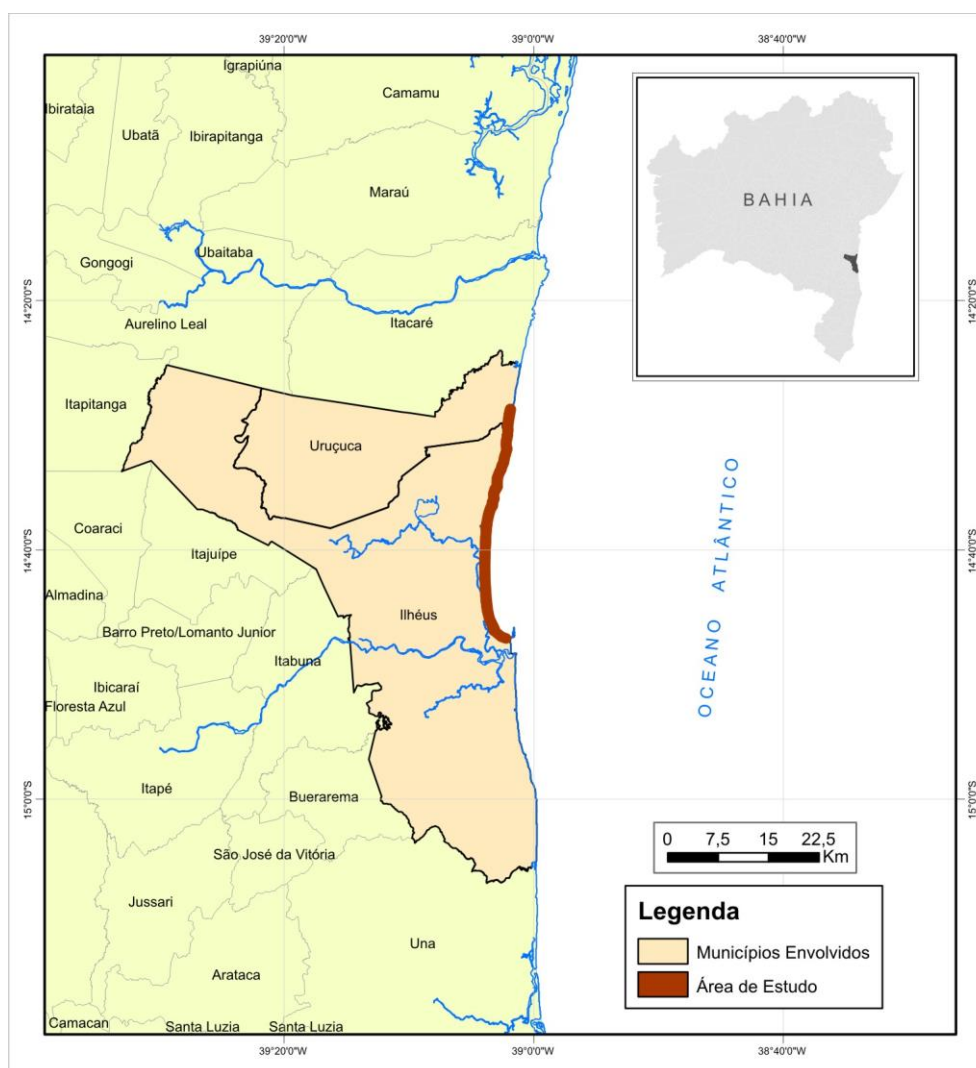 39°20'0"W
39°0'0"W
38°40'0"W
Igrapiúna
Camamu
Ibirataia
Ubatã
Ibirapitanga
Maraú
BAHIA
Ubaitaba
Gongogi
14°20'0"S
14°20'0"S
Aurelino Leal
Itacaré
Itapitanga
Uruçuca
OCEANO ATLÂNTICO
Coaraci
14°40'0"S
14°40'0"S
Itajuípe
Almadina
Ilhéus
Barro Preto/Lomanto Junior
Itabuna
Ibicaraí
Floresta Azul
Itapé
15°0'0"S
15°0'0"S
Buerarema
0 7,5 15 22,5
Km
São José da Vitória
Jussari
Legenda
Una
Municípios Envolvidos
Arataca
Área de Estudo
Camacan
Santa Luzia
Santa Luzia
39°20'0"W
39°0'0"W
38°40'0"W